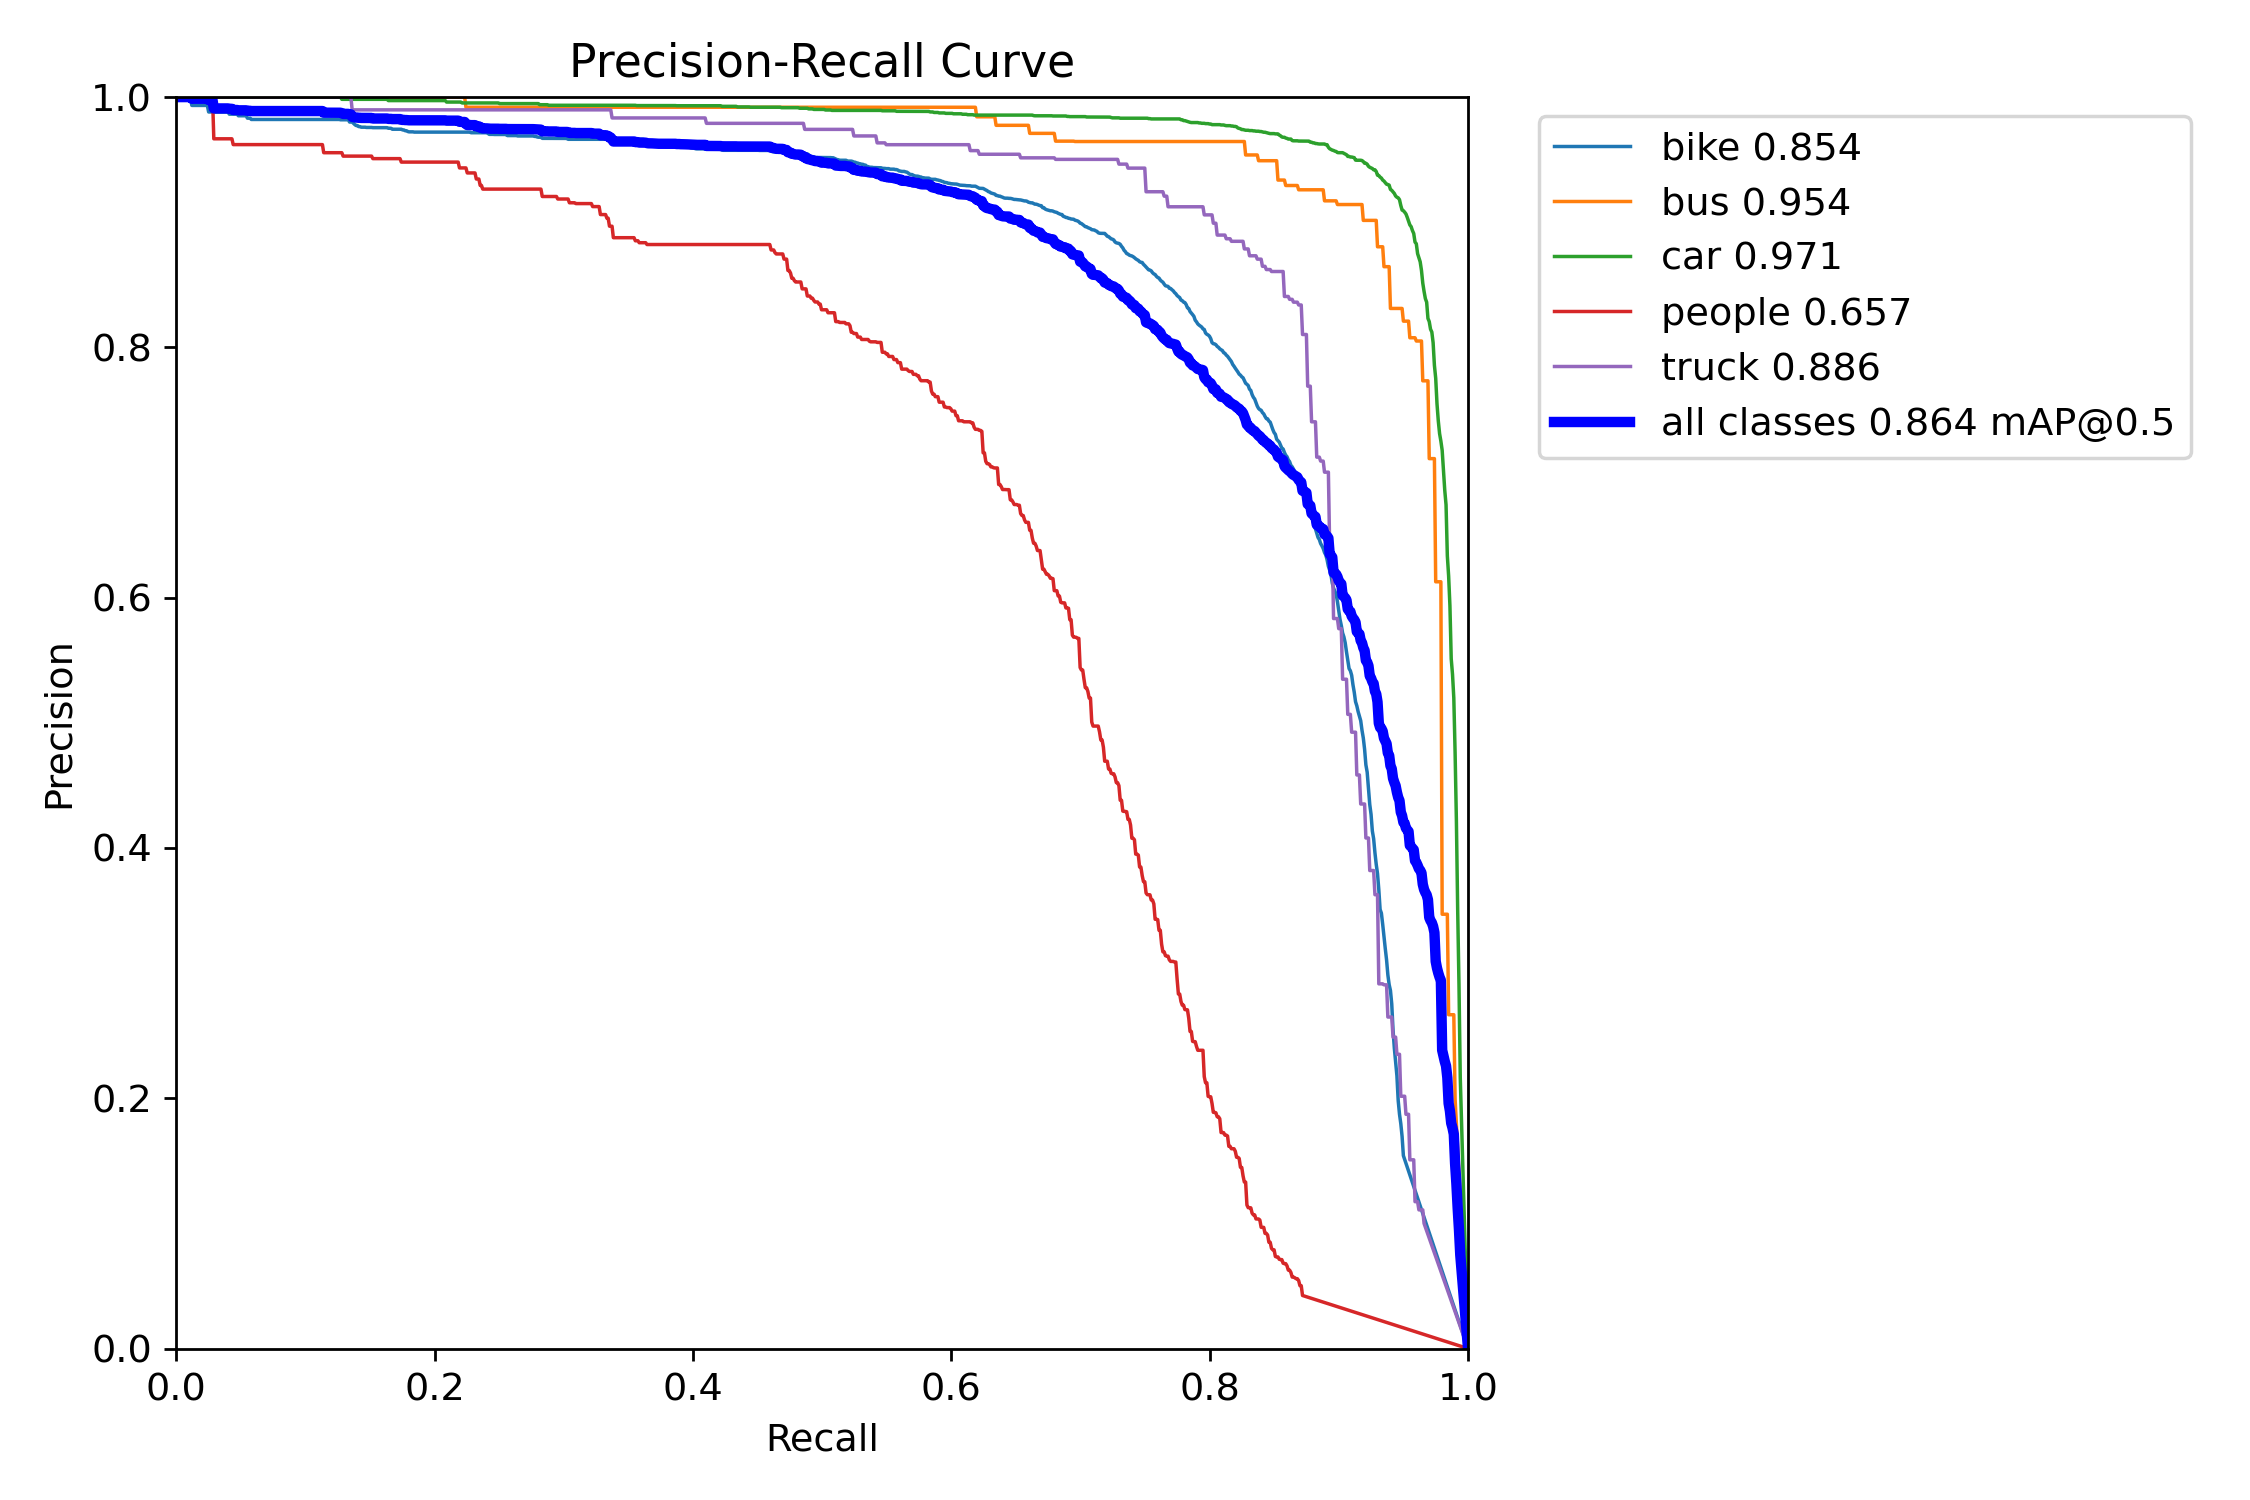 Precision-Recall Curve
1.0
0.8
0.6
0.4
0.2
0.0
Precision
0.0 0.2 0.4 0.6 0.8 1.0
Recall
bike 0.854
bus 0.954
car 0.971
people 0.657
truck 0.886
all classes 0.864 mAP@0.5